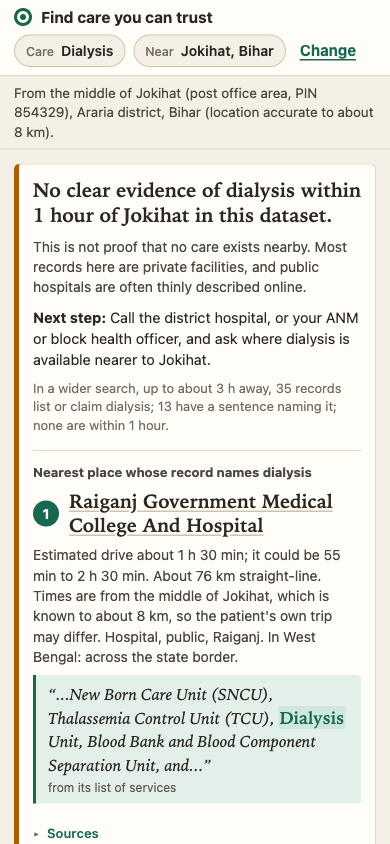 Find care you can trust
Care Dialysis Near Jokihat, Bihar Change
From the middle of Jokihat (post office area, PIN
854329), Araria district, Bihar (location accurate to about
8 km).
No clear evidence of dialysis within
1 hour of Jokihat in this dataset.
This is not proof that no care exists nearby. Most
records here are private facilities, and public
hospitals are often thinly described online.
Next step: Call the district hospital, or your ANM
or block health officer, and ask where dialysis is
available nearer to Jokihat.
In a wider search, up to about 3 h away, 35 records
list or claim dialysis; 13 have a sentence naming it;
none are within 1 hour.
Nearest place whose record names dialysis
1 Raiganj Government Medical
College And Hospital
Estimated drive about 1 h 30 min; it could be 55
min to 2 h 30 min. About 76 km straight-line.
Times are from the middle of Jokihat, which is
known to about 8 km, so the patient's own trip
may differ. Hospital, public, Raiganj. In West
Bengal: across the state border.
“...New Born Care Unit (SNCU),
Thalassemia Control Unit (TCU), Dialysis
Unit, Blood Bank and Blood Component
Separation Unit, and...”
from its list of services
Sources